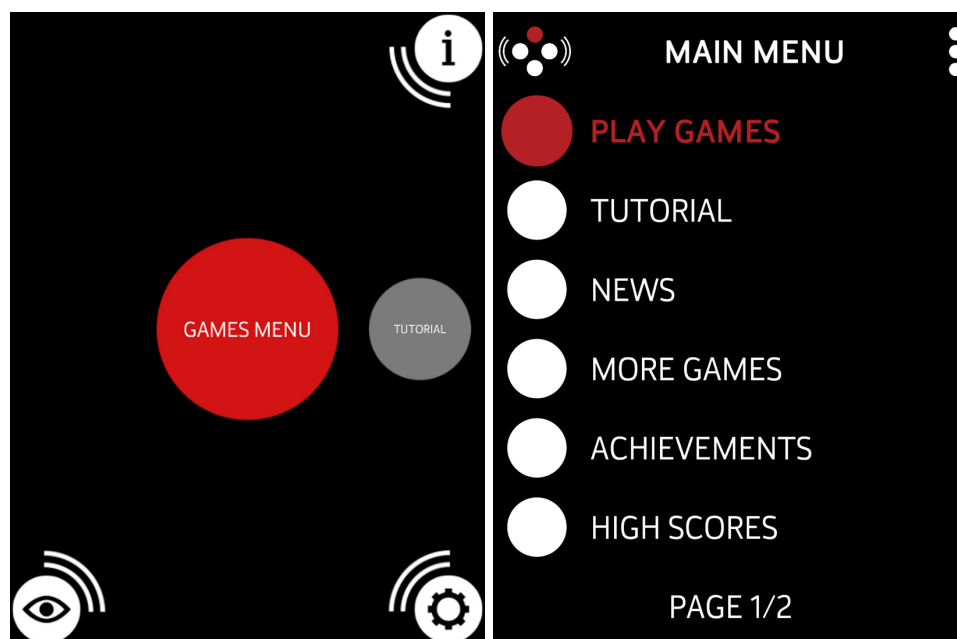 i
GAMES MENU
TUTORIAL
MAIN MENU
PLAY GAMES
TUTORIAL
NEWS
MORE GAMES
ACHIEVEMENTS
HIGH SCORES
PAGE 1/2